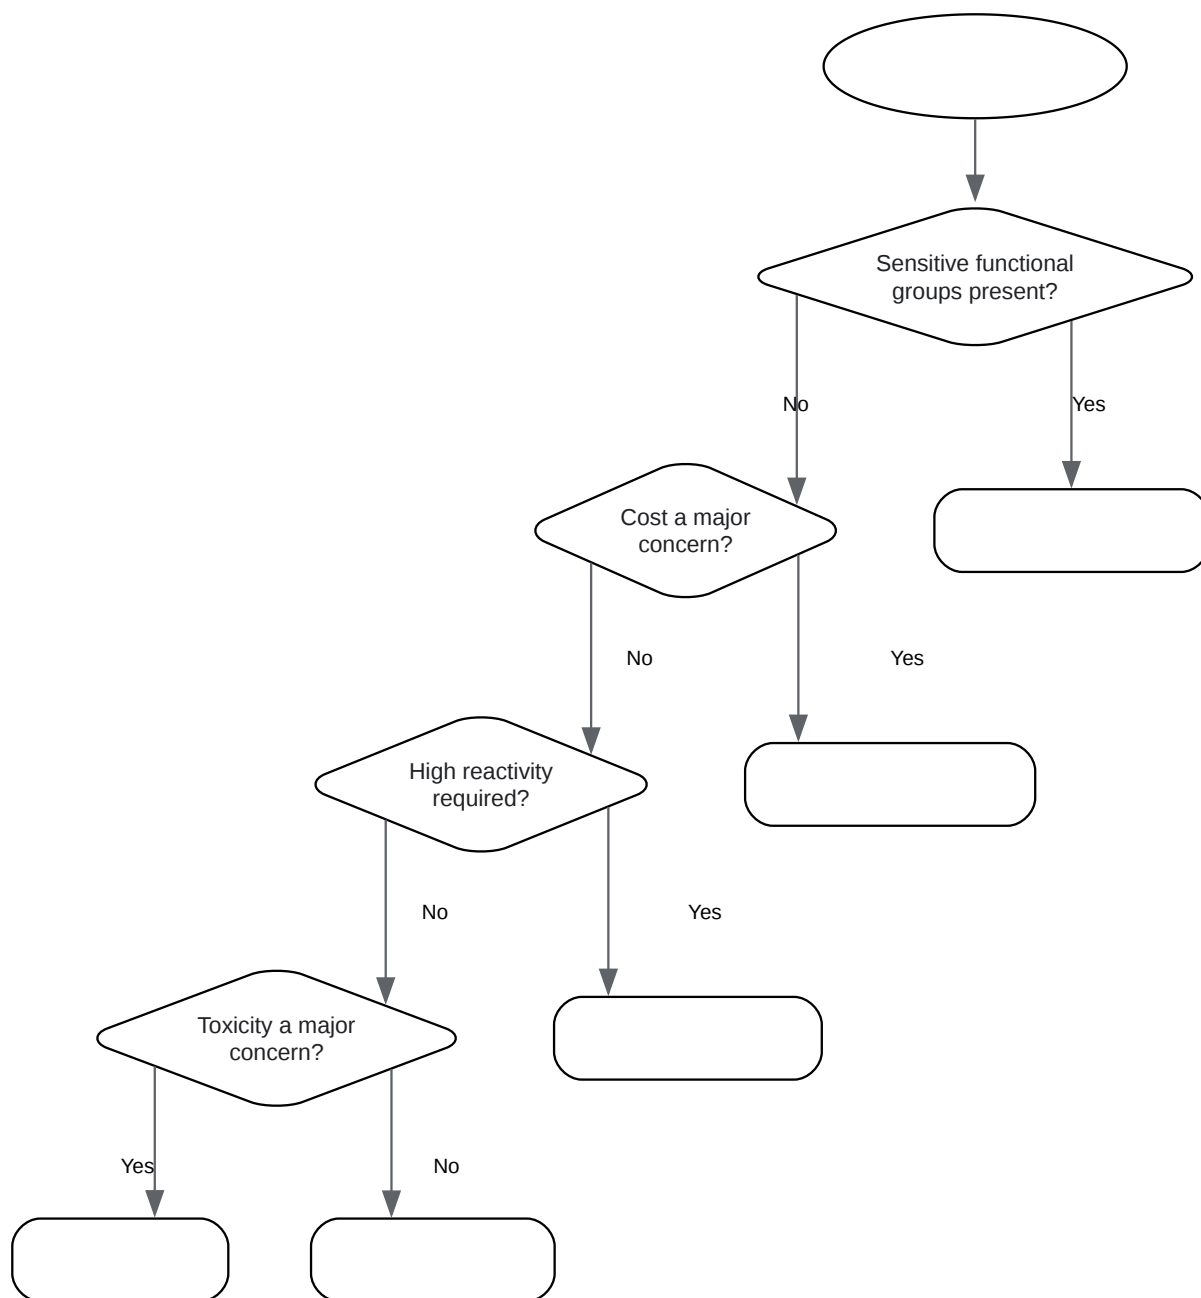 Sensitive functional
groups present?
No
Yes
Cost a major
concern?
No
Yes
High reactivity
required?
No
Yes
Toxicity a major
concern?
Yes
No